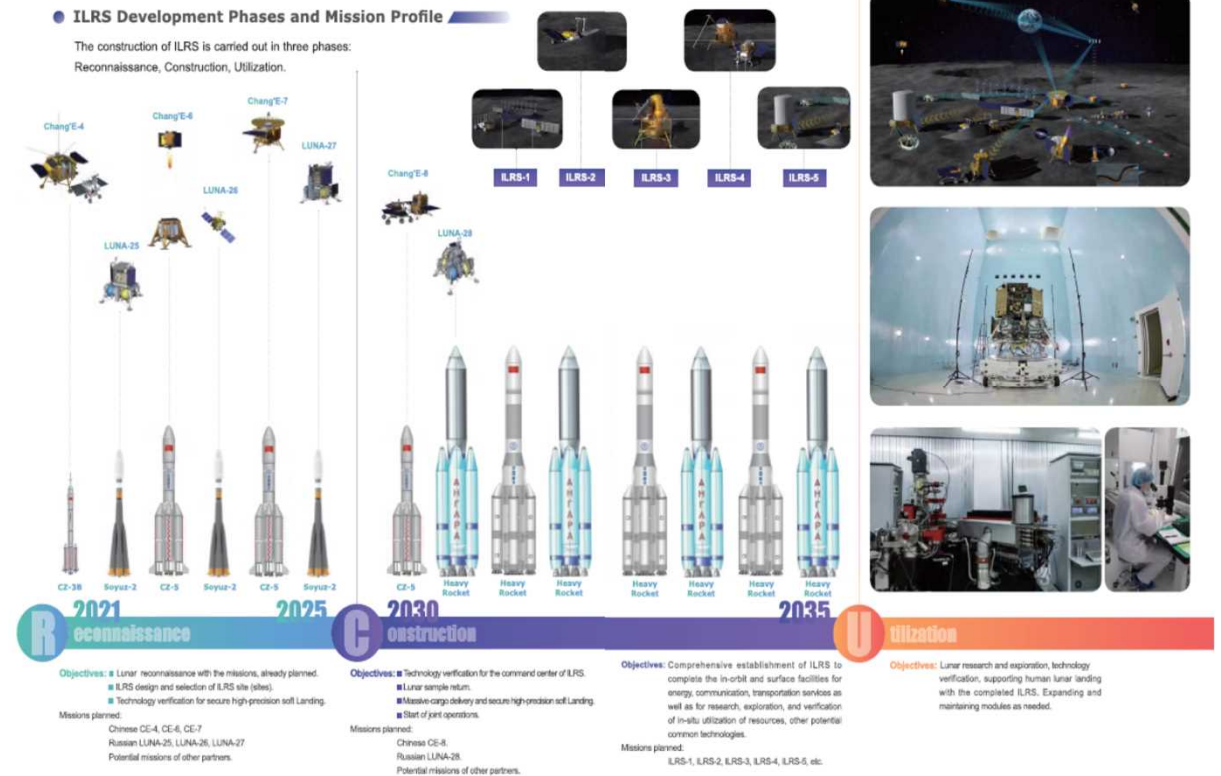 ILRS Development Phases and Mission Profile
The construction of ILRS is carried out in three phases:
Reconnaissance, Construction, Utilization.
Chang'E-4
Chang'E-6
Chang'E-7
LUNA-27
LUNA-26
LUNA-25
Chang'E-8
LUNA-28
ILRS-1
ILRS-2
ILRS-3
ILRS-4
ILRS-5
АНГАРА
АНГАРА
АНГАРА
АНГАРА
CZ-3B
Soyuz-2
CZ-5
Soyuz-2
CZ-5
Soyuz-2
CZ-5
Heavy Rocket
Heavy Rocket
Heavy Rocket
Heavy Rocket
Heavy Rocket
Heavy Rocket
Heavy Rocket
2021
2025
2030
2035
Reconnaissance
Construction
Utilization
Objectives: Lunar reconnaissance with the missions, already planned.
ILRS design and selection of ILRS site (sites).
Technology verification for secure high-precision soft Landing.
Missions planned:
Chinese CE-4, CE-6, CE-7
Russian LUNA-25, LUNA-26, LUNA-27
Potential missions of other partners.
Objectives: Technology verification for the command center of ILRS.
Lunar sample return.
Massive-cargo delivery and secure high-precision soft Landing.
Start of joint operations.
Missions planned:
Chinese CE-8.
Russian LUNA-28.
Potential missions of other partners.
Objectives: Comprehensive establishment of ILRS to
complete the in-orbit and surface facilities for
energy, communication, transportation services as
well as for research, exploration, and verification
of in-situ utilization of resources, other potential
common technologies.
Missions planned:
ILRS-1, ILRS-2, ILRS-3, ILRS-4, ILRS-5, etc.
Objectives: Lunar research and exploration, technology
verification, supporting human lunar landing
with the completed ILRS. Expanding and
maintaining modules as needed.